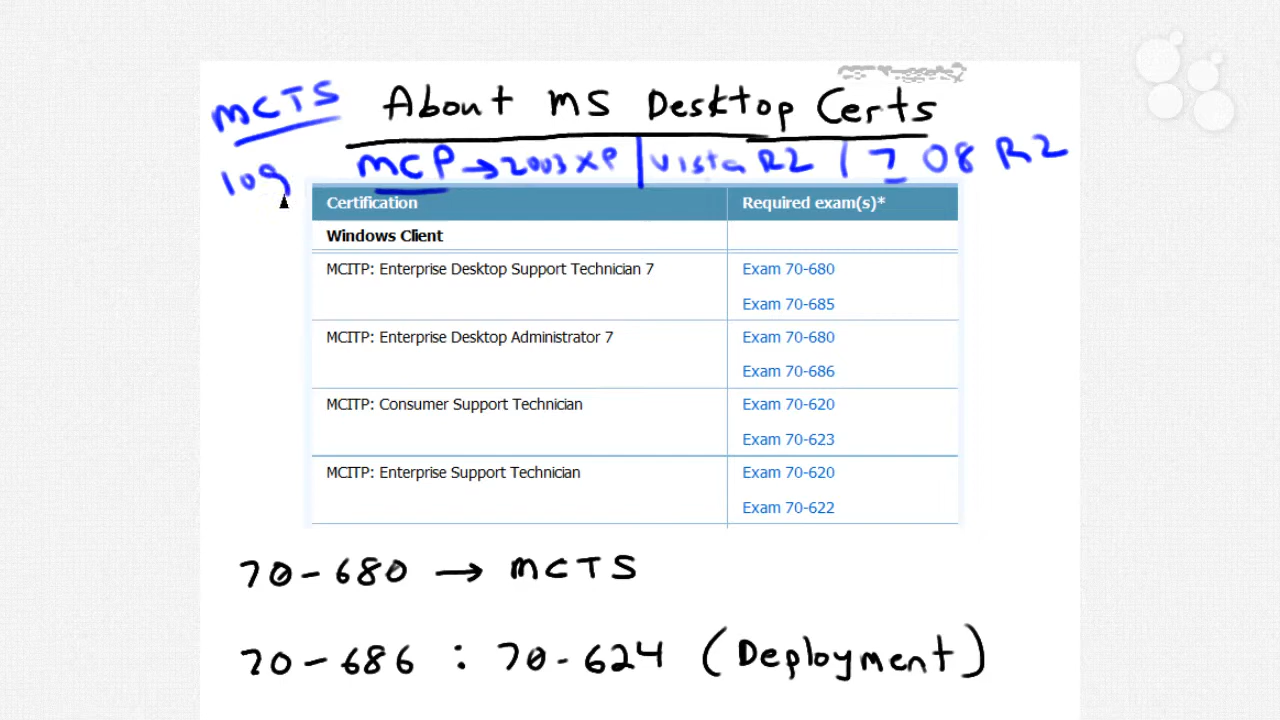 MCTS About MS Desktop Certs
log MCP → 2003 XP | Vista R2 | 7 08 R2
Certification Required exam(s)*
Windows Client
MCITP: Enterprise Desktop Support Technician 7 Exam 70-680
Exam 70-685
MCITP: Enterprise Desktop Administrator 7 Exam 70-680
Exam 70-686
MCITP: Consumer Support Technician Exam 70-620
Exam 70-623
MCITP: Enterprise Support Technician Exam 70-620
Exam 70-622
70-680 → MCTS
70-686 : 70-624 (Deployment)